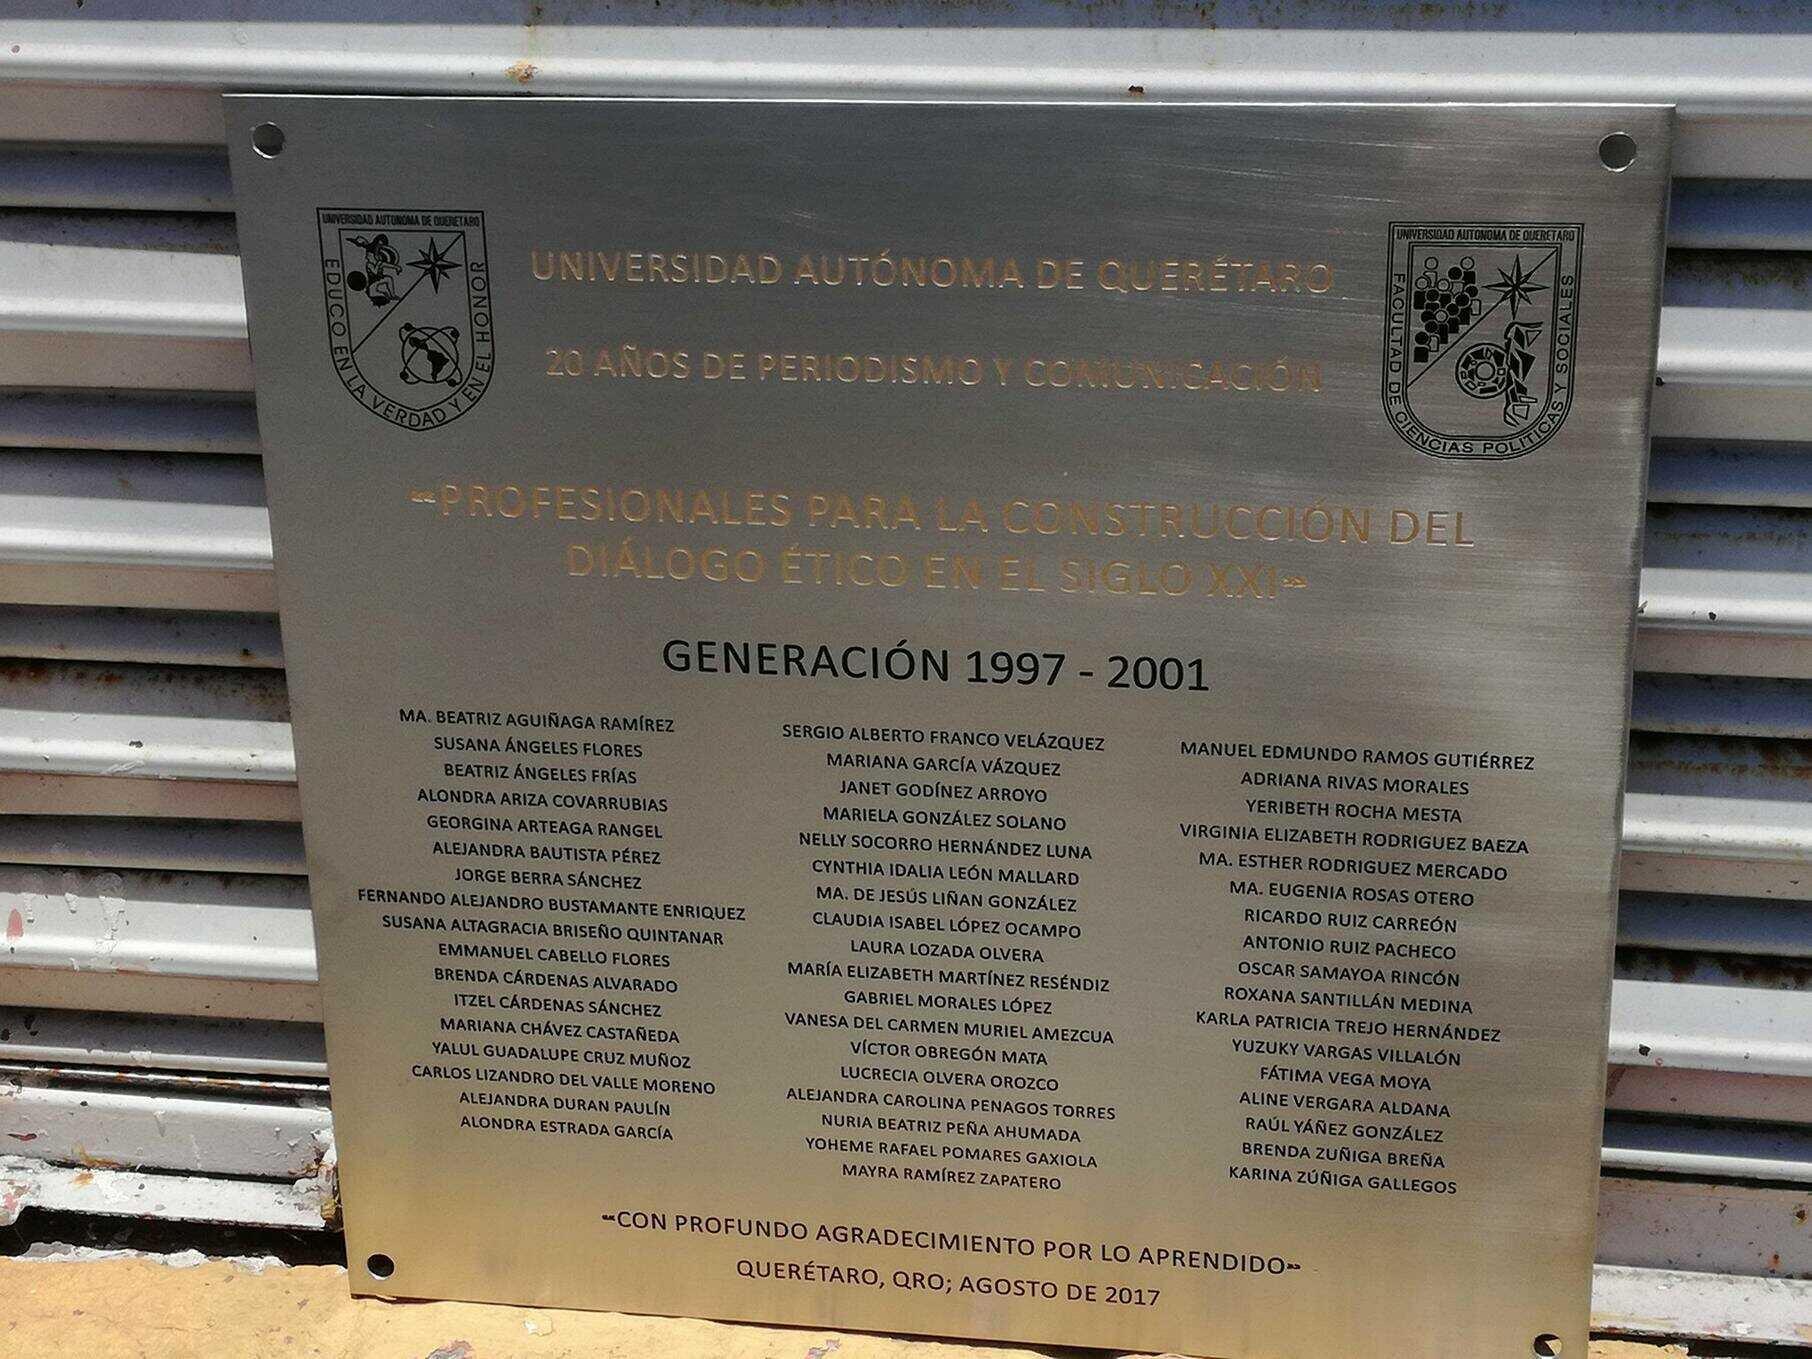 UNIVERSIDAD AUTONOMA DE QUERETARO
EDUCO EN LA VERDAD Y EN EL HONOR
UNIVERSIDAD AUTÓNOMA DE QUERÉTARO
20 AÑOS DE PERIODISMO Y COMUNICACIÓN
UNIVERSIDAD AUTONOMA DE QUERETARO
FACULTAD DE CIENCIAS POLITICAS Y SOCIALES
“PROFESIONALES PARA LA CONSTRUCCIÓN DEL
DIÁLOGO ÉTICO EN EL SIGLO XXI”
GENERACIÓN 1997 - 2001
MA. BEATRIZ AGUIÑAGA RAMÍREZ
SUSANA ÁNGELES FLORES
BEATRIZ ÁNGELES FRÍAS
ALONDRA ARIZA COVARRUBIAS
GEORGINA ARTEAGA RANGEL
ALEJANDRA BAUTISTA PÉREZ
JORGE BERRA SÁNCHEZ
FERNANDO ALEJANDRO BUSTAMANTE ENRIQUEZ
SUSANA ALTAGRACIA BRISEÑO QUINTANAR
EMMANUEL CABELLO FLORES
BRENDA CÁRDENAS ALVARADO
ITZEL CÁRDENAS SÁNCHEZ
MARIANA CHÁVEZ CASTAÑEDA
YALUL GUADALUPE CRUZ MUÑOZ
CARLOS LIZANDRO DEL VALLE MORENO
ALEJANDRA DURAN PAULÍN
ALONDRA ESTRADA GARCÍA
SERGIO ALBERTO FRANCO VELÁZQUEZ
MARIANA GARCÍA VÁZQUEZ
JANET GODÍNEZ ARROYO
MARIELA GONZÁLEZ SOLANO
NELLY SOCORRO HERNÁNDEZ LUNA
CYNTHIA IDALIA LEÓN MALLARD
MA. DE JESÚS LIÑAN GONZÁLEZ
CLAUDIA ISABEL LÓPEZ OCAMPO
LAURA LOZADA OLVERA
MARÍA ELIZABETH MARTÍNEZ RESÉNDIZ
GABRIEL MORALES LÓPEZ
VANESA DEL CARMEN MURIEL AMEZCUA
VÍCTOR OBREGÓN MATA
LUCRECIA OLVERA OROZCO
ALEJANDRA CAROLINA PENAGOS TORRES
NURIA BEATRIZ PEÑA AHUMADA
YOHEME RAFAEL POMARES GAXIOLA
MAYRA RAMÍREZ ZAPATERO
MANUEL EDMUNDO RAMOS GUTIÉRREZ
ADRIANA RIVAS MORALES
YERIBETH ROCHA MESTA
VIRGINIA ELIZABETH RODRIGUEZ BAEZA
MA. ESTHER RODRIGUEZ MERCADO
MA. EUGENIA ROSAS OTERO
RICARDO RUIZ CARREÓN
ANTONIO RUIZ PACHECO
OSCAR SAMAYOA RINCÓN
ROXANA SANTILLÁN MEDINA
KARLA PATRICIA TREJO HERNÁNDEZ
YUZUKY VARGAS VILLALÓN
FÁTIMA VEGA MOYA
ALINE VERGARA ALDANA
RAÚL YÁÑEZ GONZÁLEZ
BRENDA ZUÑIGA BREÑA
KARINA ZÚÑIGA GALLEGOS
“CON PROFUNDO AGRADECIMIENTO POR LO APRENDIDO”
QUERÉTARO, QRO; AGOSTO DE 2017